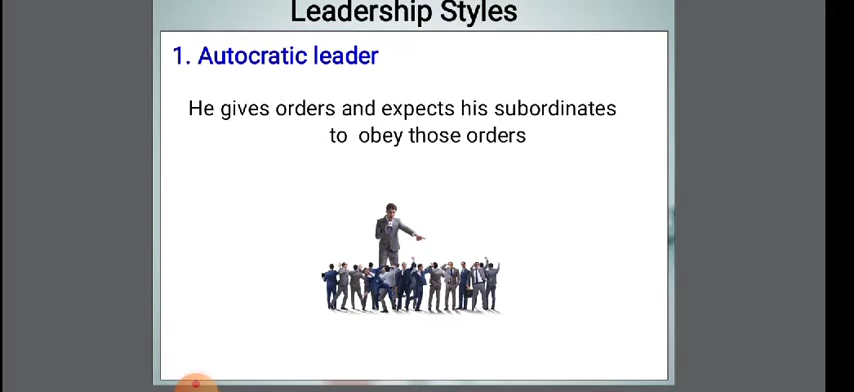 Leadership Styles
1. Autocratic leader
He gives orders and expects his subordinates
to obey those orders